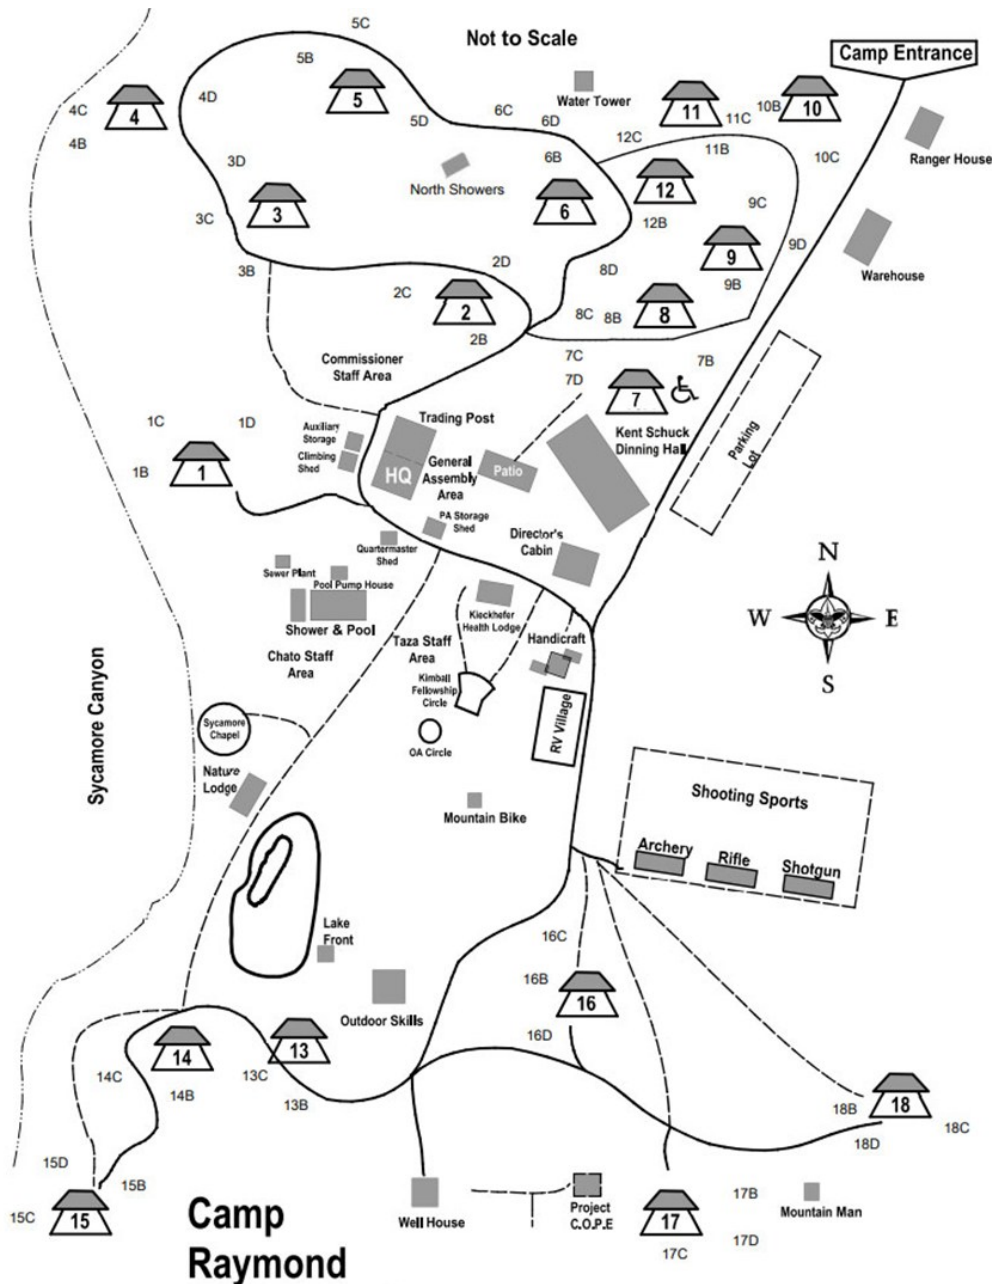 5C
Not to Scale
Camp Entrance
5B
4D
4
4C
4B
5
5D
6C
6D
Water Tower
11
11C
10B
10
12C
11B
10C
Ranger House
6B
3D
North Showers
12
3
3C
6
12B
9C
9
9D
Warehouse
3B
2D
2C
2
2B
8D
9B
8C
8B
8
Commissioner
Staff Area
7C
7D
7B
7
1C
1D
1B
1
Auxiliary
Storage
Climbing
Shed
Trading Post
HQ
General
Assembly
Area
Patio
Kent Schuck
Dinning Hall
Parking
Lot
PA Storage
Shed
Quartermaster
Shed
Director's
Cabin
Sewer Plant
Pool Pump House
Shower & Pool
Chato Staff
Area
Kieckhefer
Health Lodge
Taza Staff
Area
Handicraft
Kimball
Fellowship
Circle
OA Circle
RV Village
N
W
E
S
Sycamore Canyon
Sycamore
Chapel
Nature
Lodge
Mountain Bike
Shooting Sports
Archery
Rifle
Shotgun
Lake
Front
Outdoor Skills
16C
16B
16
16D
14
14C
14B
13
13C
13B
18B
18
18C
18D
15D
15B
15C
15
Camp
Raymond
Well House
Project
C.O.P.E
17
17B
17C
17D
Mountain Man